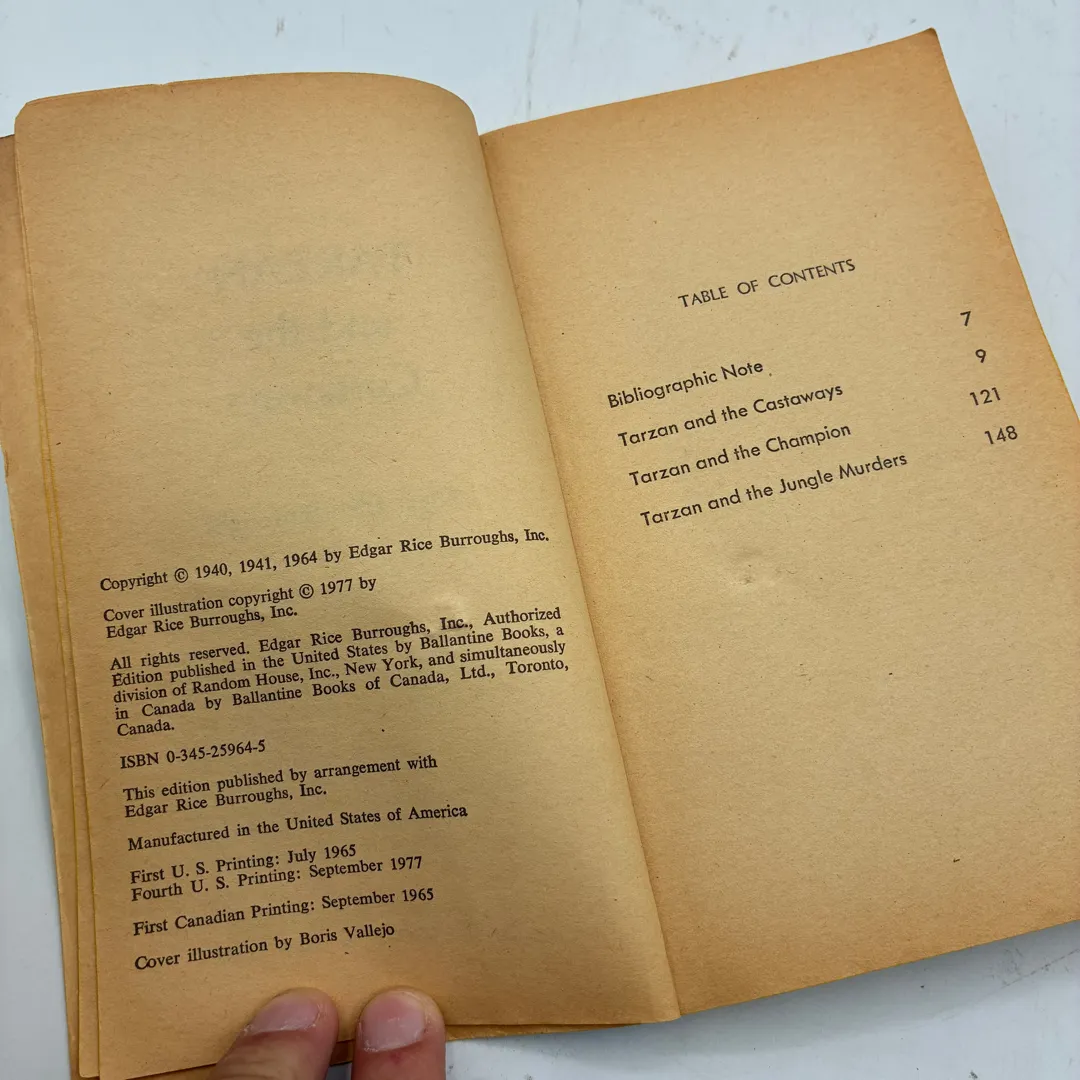 Copyright © 1940, 1941, 1964 by Edgar Rice Burroughs, Inc.
Cover illustration copyright © 1977 by
Edgar Rice Burroughs, Inc.
All rights reserved. Edgar Rice Burroughs, Inc., Authorized
Edition published in the United States by Ballantine Books, a
division of Random House, Inc., New York, and simultaneously
in Canada by Ballantine Books of Canada, Ltd., Toronto,
Canada.
ISBN 0-345-25964-5
This edition published by arrangement with
Edgar Rice Burroughs, Inc.
Manufactured in the United States of America
First U. S. Printing: July 1965
Fourth U. S. Printing: September 1977
First Canadian Printing: September 1965
Cover illustration by Boris Vallejo
TABLE OF CONTENTS
Bibliographic Note 7
Tarzan and the Castaways 9
Tarzan and the Champion 121
Tarzan and the Jungle Murders 148